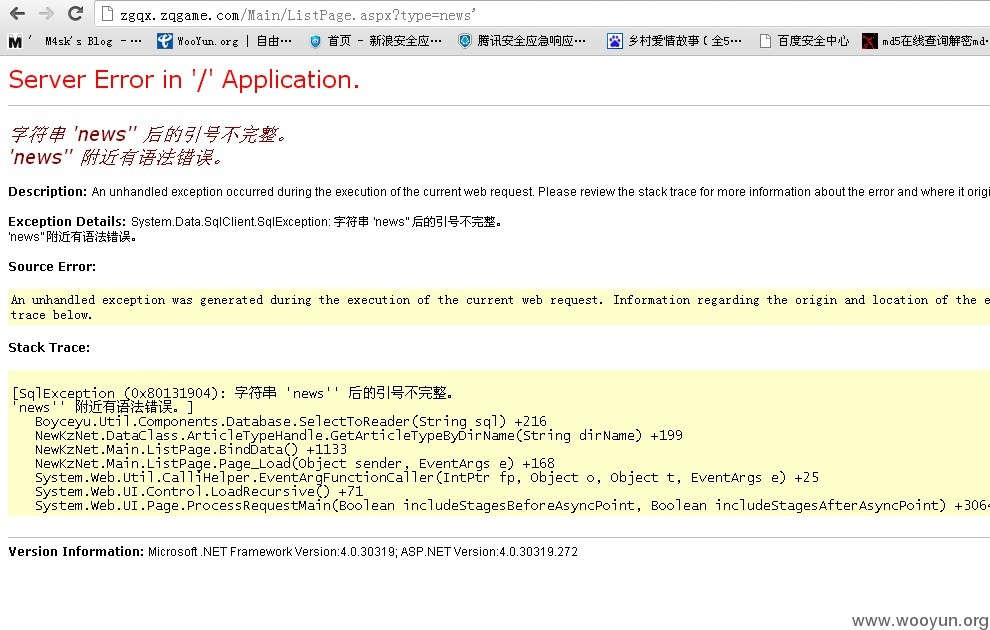 zgqx.zqgame.com/Main/ListPage.aspx?type=news'
M4sk's Blog - ··· WooYun.org | 自由··· 首页 - 新浪安全应··· 腾讯安全应急响应··· 乡村爱情故事〔全5··· 百度安全中心 md5在线查询解密md·
Server Error in '/' Application.
字符串 'news'' 后的引号不完整。
'news'' 附近有语法错误。
Description: An unhandled exception occurred during the execution of the current web request. Please review the stack trace for more information about the error and where it origi
Exception Details: System.Data.SqlClient.SqlException: 字符串 'news'' 后的引号不完整。
'news'' 附近有语法错误。
Source Error:
An unhandled exception was generated during the execution of the current web request. Information regarding the origin and location of the e
trace below.
Stack Trace:
[SqlException (0x80131904): 字符串 'news'' 后的引号不完整。
'news'' 附近有语法错误。]
Boyceyu.Util.Components.Database.SelectToReader(String sql) +216
NewKzNet.DataClass.ArticleTypeHandle.GetArticleTypeByDirName(String dirName) +199
NewKzNet.Main.ListPage.BindData() +1133
NewKzNet.Main.ListPage.Page_Load(Object sender, EventArgs e) +168
System.Web.Util.CalliHelper.EventArgFunctionCaller(IntPtr fp, Object o, Object t, EventArgs e) +25
System.Web.UI.Control.LoadRecursive() +71
System.Web.UI.Page.ProcessRequestMain(Boolean includeStagesBeforeAsyncPoint, Boolean includeStagesAfterAsyncPoint) +3064
Version Information: Microsoft .NET Framework Version:4.0.30319; ASP.NET Version:4.0.30319.272
www.wooyun.org